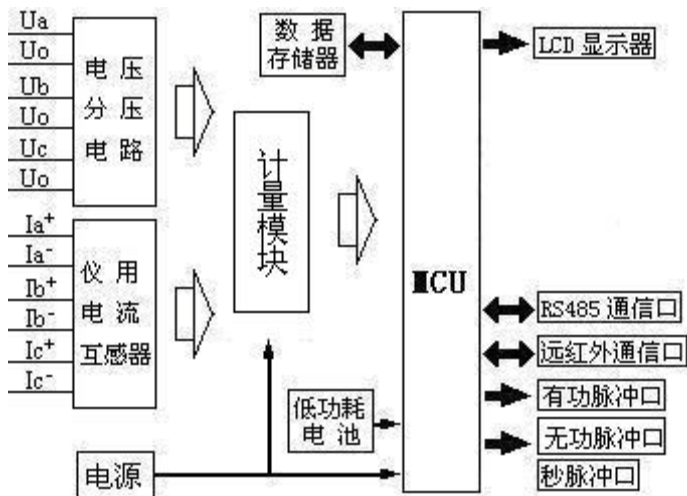 Ua
Uo
Ub
Uo
Uc
Uo
电压
分压
电路
Ia+
Ia-
Ib+
Ib-
Ic+
Ic-
仪用
电流
互感器
电源
计量模块
数据
存储器
低功耗
电池
MCU
LCD 显示器
RS485 通信口
远红外通信口
有功脉冲口
无功脉冲口
秒脉冲口